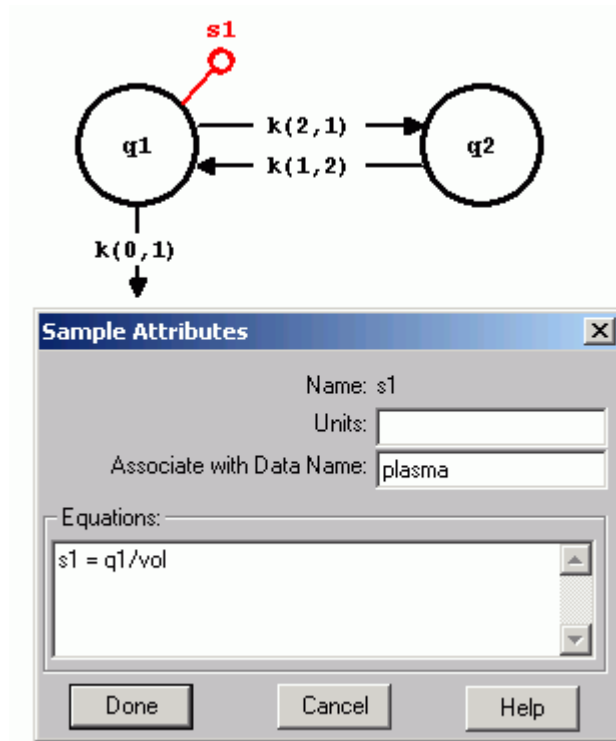 s1
q1
k(2,1)
q2
k(1,2)
k(0,1)
Sample Attributes
Name: s1
Units:
Associate with Data Name: plasma
Equations:
s1 = q1/vol
Done
Cancel
Help